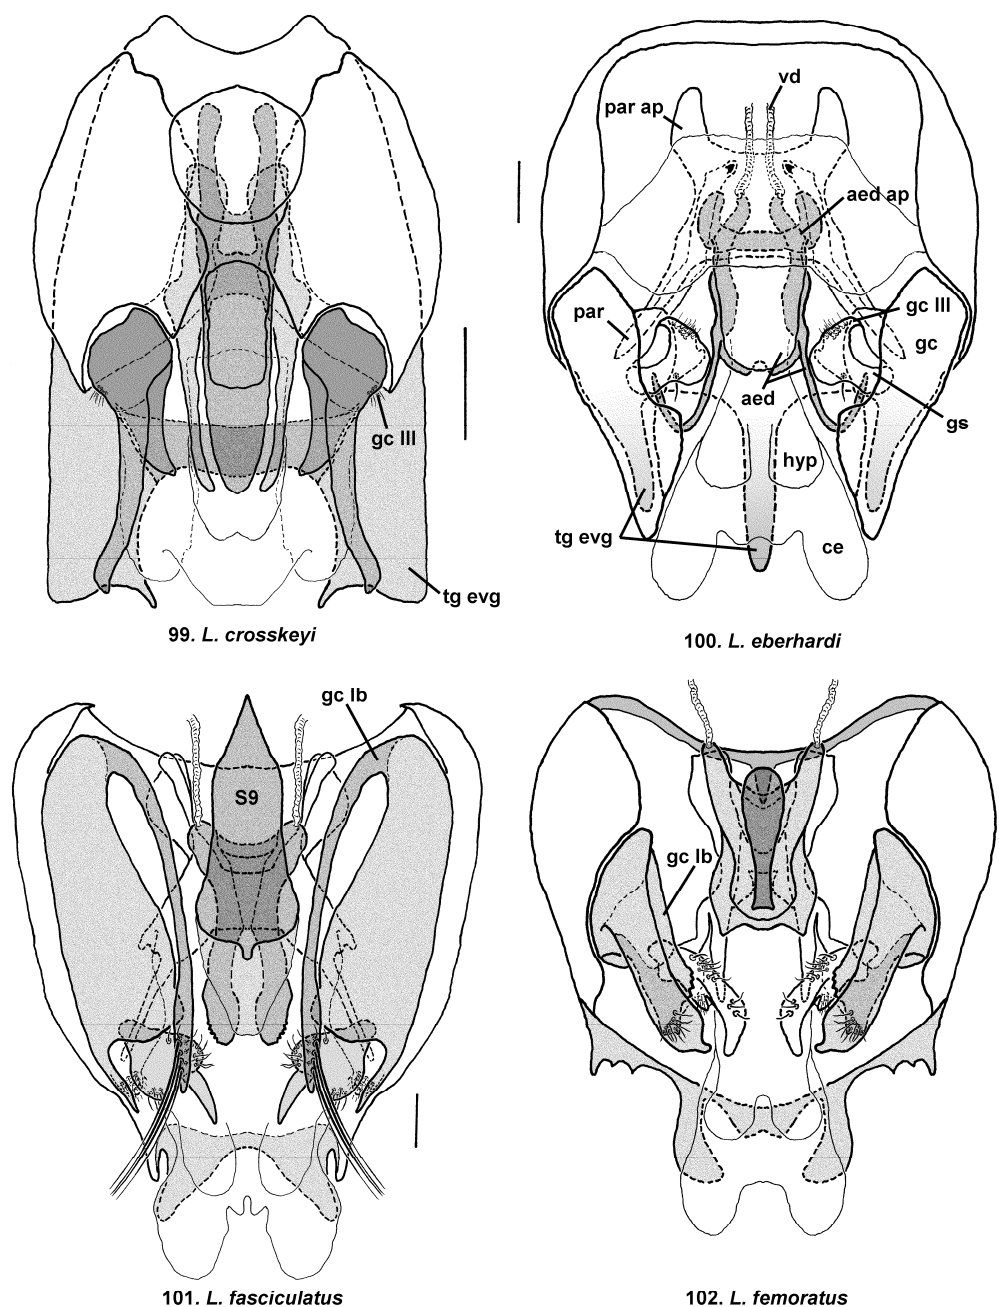 gc III
tg evg
99. L. crosskeyi
vd
par ap
aed ap
gc III
par
gc
aed
gs
hyp
tg evg
ce
100. L. eberhardi
gc Ib
S9
101. L. fasciculatus
gc Ib
102. L. femoratus